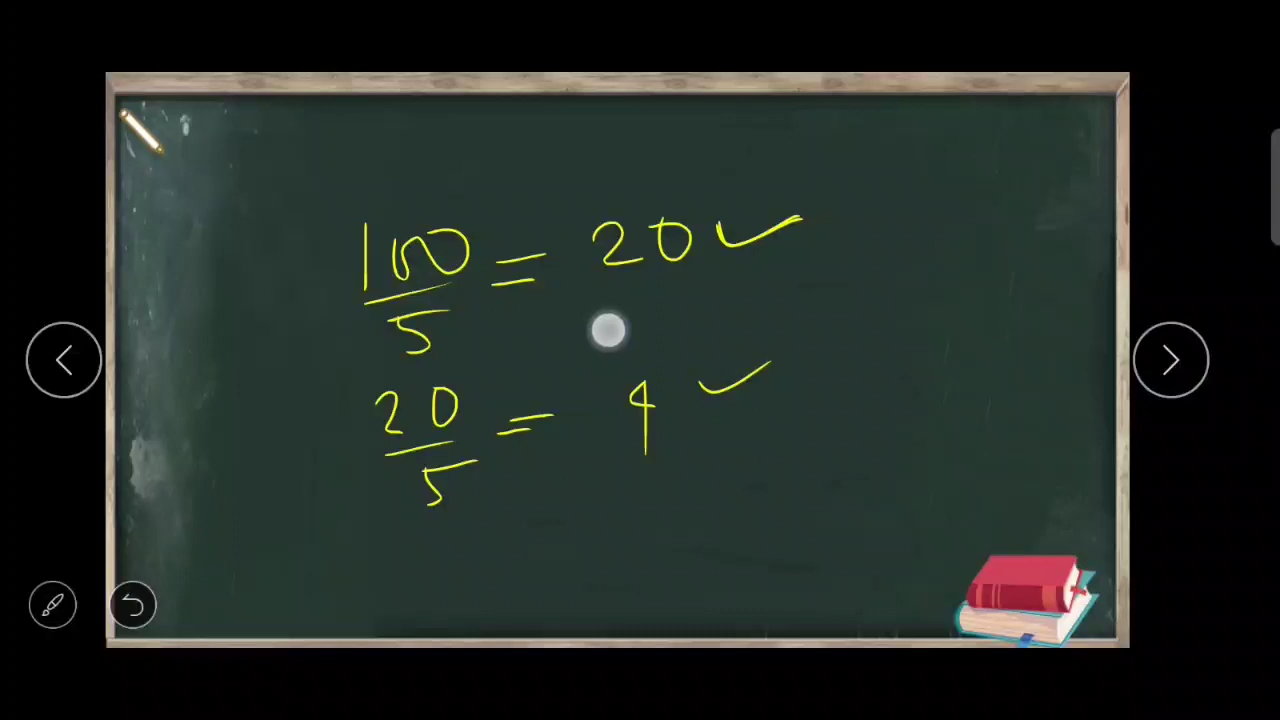 100/5 = 20 ✓
20/5 = 4 ✓